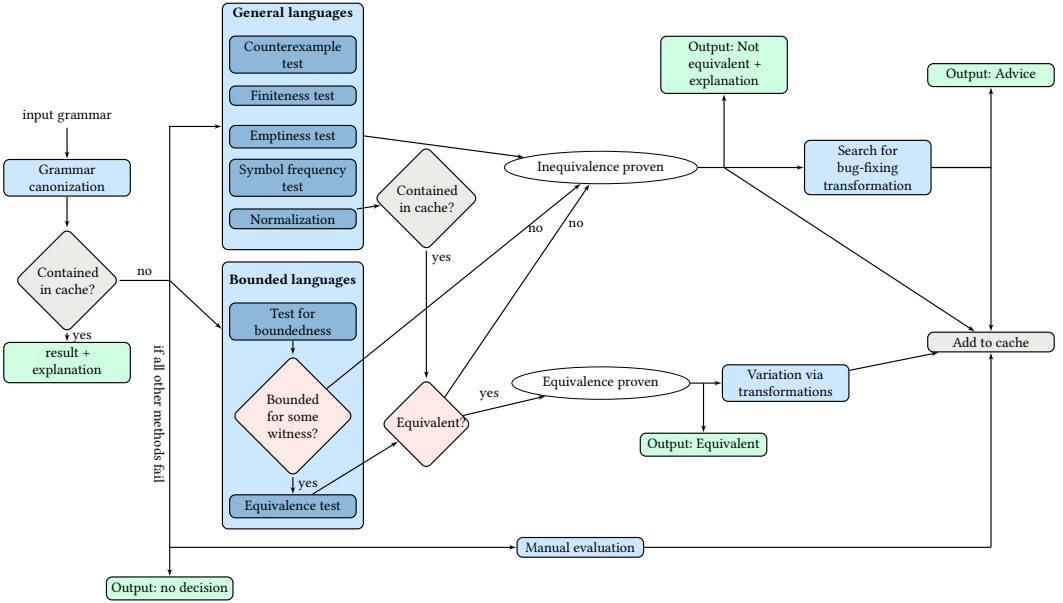 General languages
Counterexample
test
Finiteness test
Emptiness test
Symbol frequency
test
Normalization
input grammar
Grammar
canonization
Contained
in cache?
no
yes
result +
explanation
if all other methods fail
Bounded languages
Test for
boundedness
Bounded
for some
witness?
yes
Equivalence test
Contained
in cache?
yes
Equivalent?
no
no
yes
Inequivalence proven
Output: Not
equivalent +
explanation
Search for
bug-fixing
transformation
Output: Advice
Equivalence proven
Variation via
transformations
Add to cache
Output: Equivalent
Manual evaluation
Output: no decision